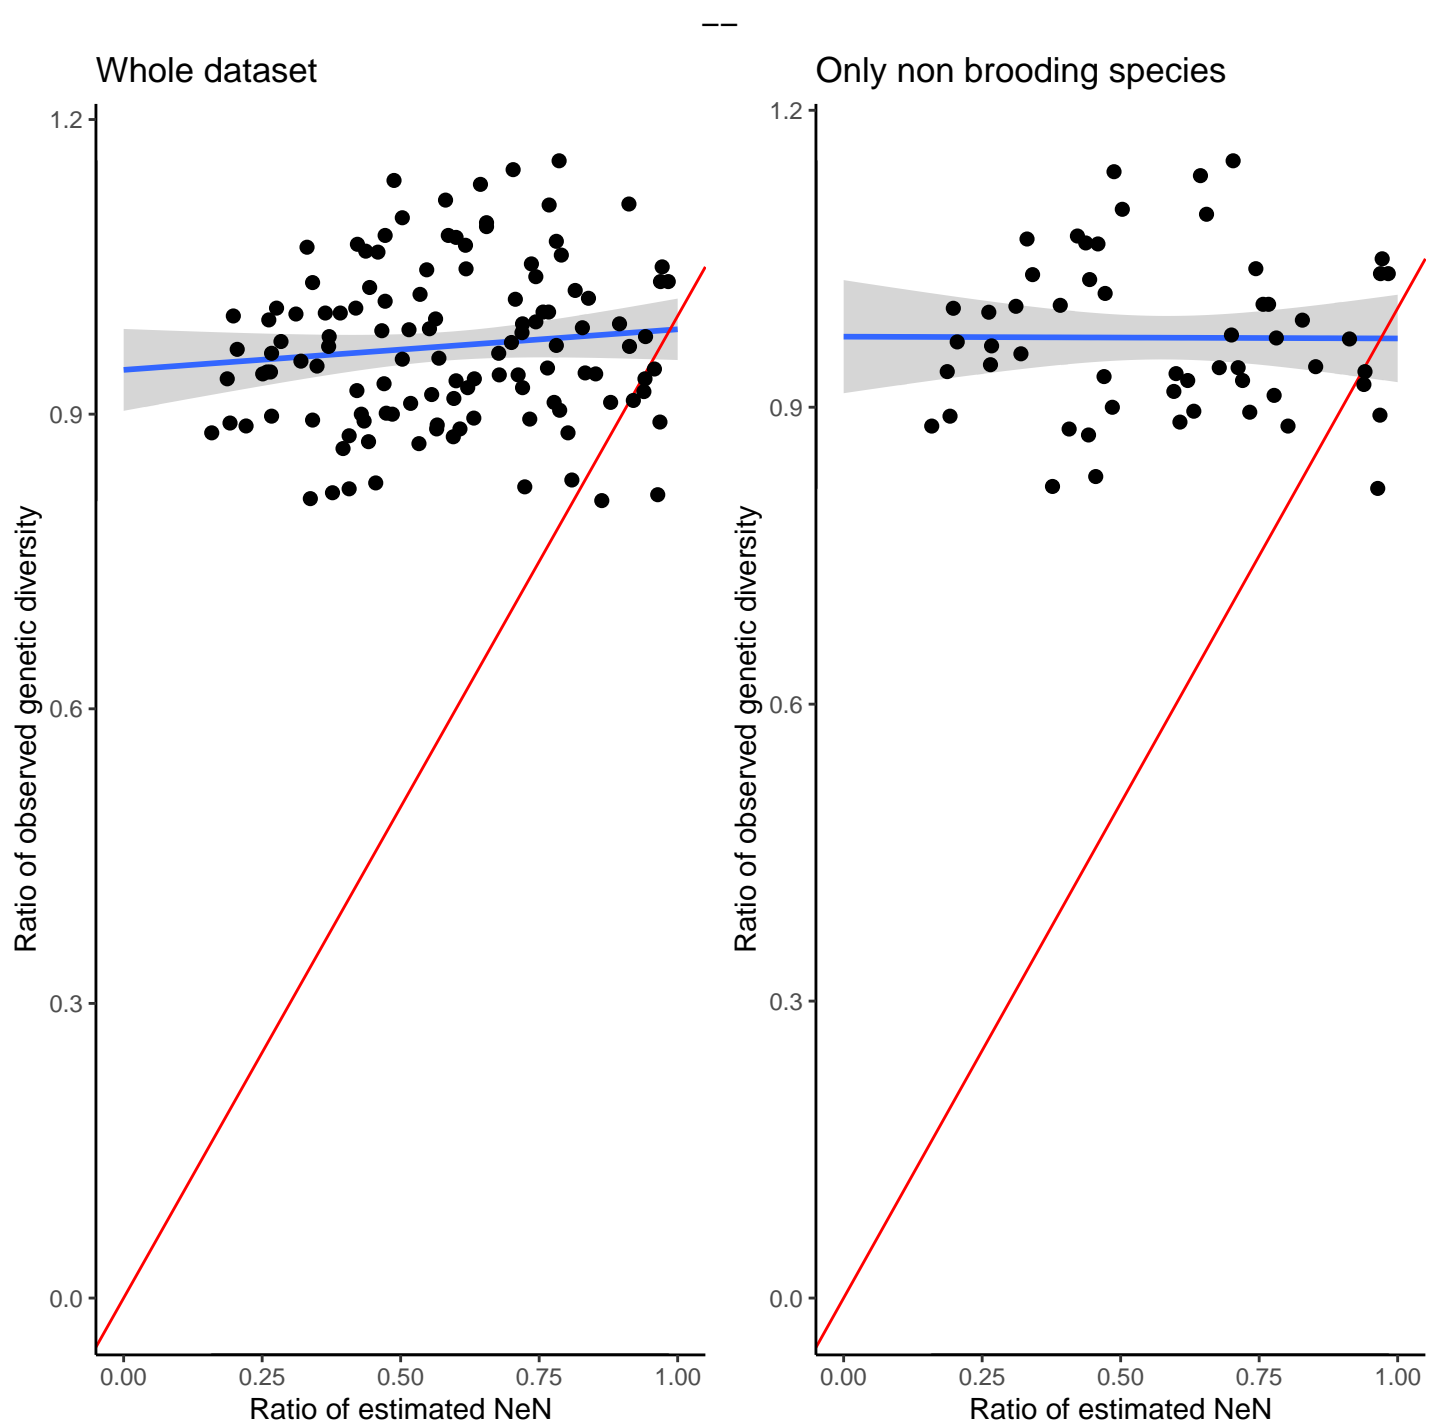 −−
Whole dataset
Only non brooding species
Ratio of observed genetic diversity
1.2
0.9
0.6
0.3
0.0
0.00 0.25 0.50 0.75 1.00
Ratio of estimated NeN
Ratio of observed genetic diversity
1.2
0.9
0.6
0.3
0.0
0.00 0.25 0.50 0.75 1.00
Ratio of estimated NeN